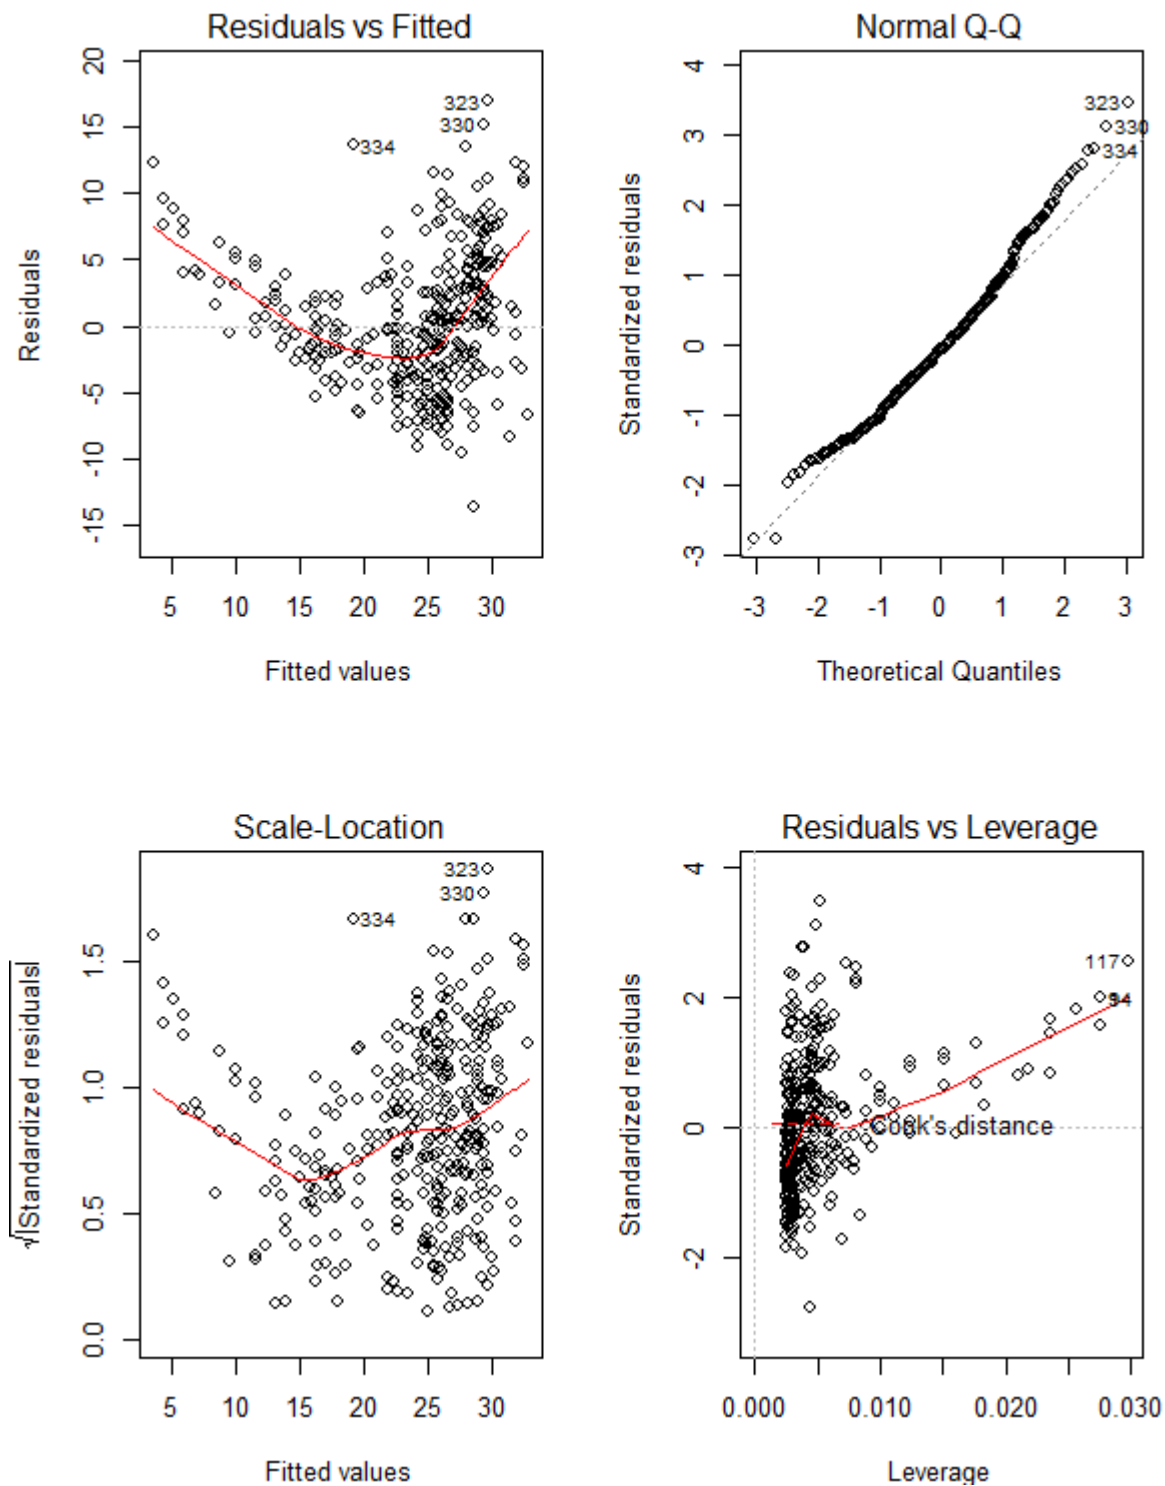 Residuals vs Fitted
20
15
10
5
0
-5
-10
-15
Residuals
323
330
334
5 10 15 20 25 30
Fitted values
Normal Q-Q
4
3
2
1
0
-1
-2
-3
Standardized residuals
323
330
334
-3 -2 -1 0 1 2 3
Theoretical Quantiles
Scale-Location
1.5
1.0
0.5
0.0
√|Standardized residuals|
323
330
334
5 10 15 20 25 30
Fitted values
Residuals vs Leverage
4
2
0
-2
Standardized residuals
117
94
Cook's distance
0.000 0.010 0.020 0.030
Leverage